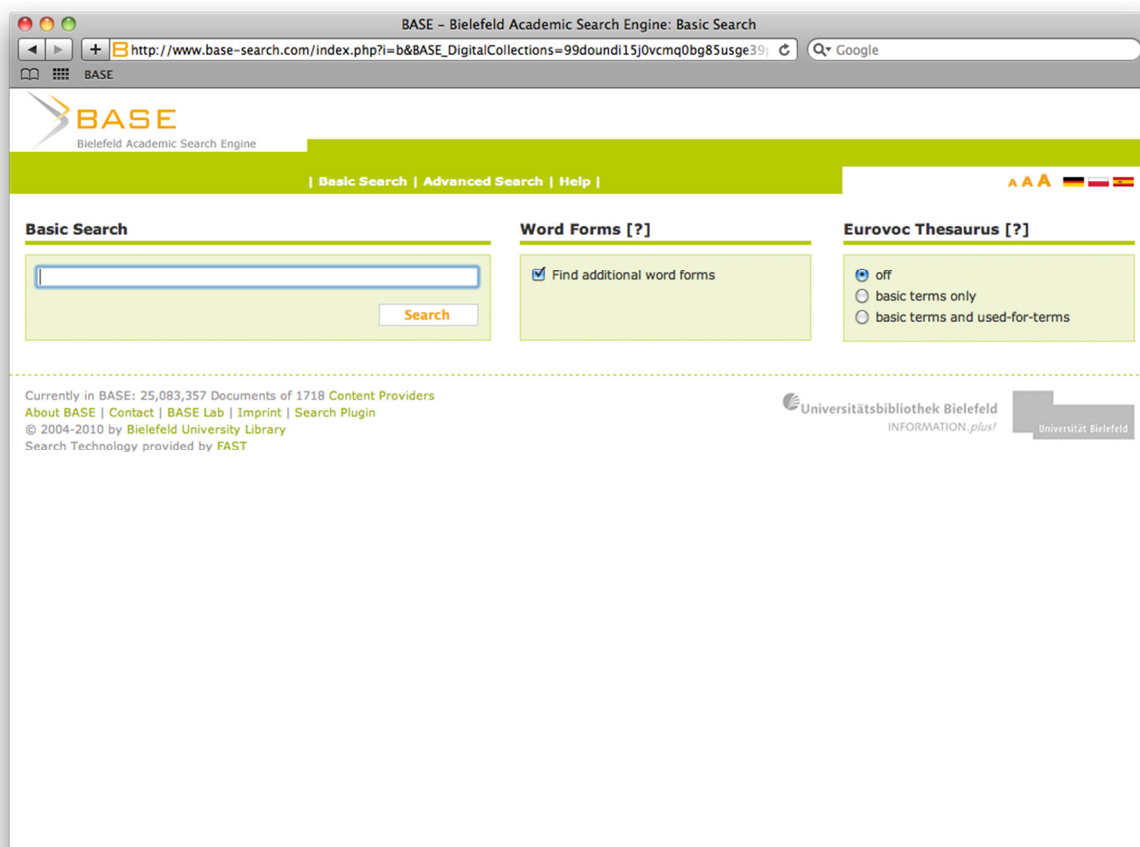 BASE – Bielefeld Academic Search Engine: Basic Search
http://www.base-search.com/index.php?i=b&BASE_DigitalCollections=99doundi15j0vcmq0bg85usge39
Google
BASE
BASE
Bielefeld Academic Search Engine
| Basic Search | Advanced Search | Help |
A A A
Basic Search
Search
Word Forms [?]
Find additional word forms
Eurovoc Thesaurus [?]
off
basic terms only
basic terms and used-for-terms
Currently in BASE: 25,083,357 Documents of 1718 Content Providers
About BASE | Contact | BASE Lab | Imprint | Search Plugin
© 2004-2010 by Bielefeld University Library
Search Technology provided by FAST
Universitätsbibliothek Bielefeld
INFORMATION.plus!
Universität Bielefeld